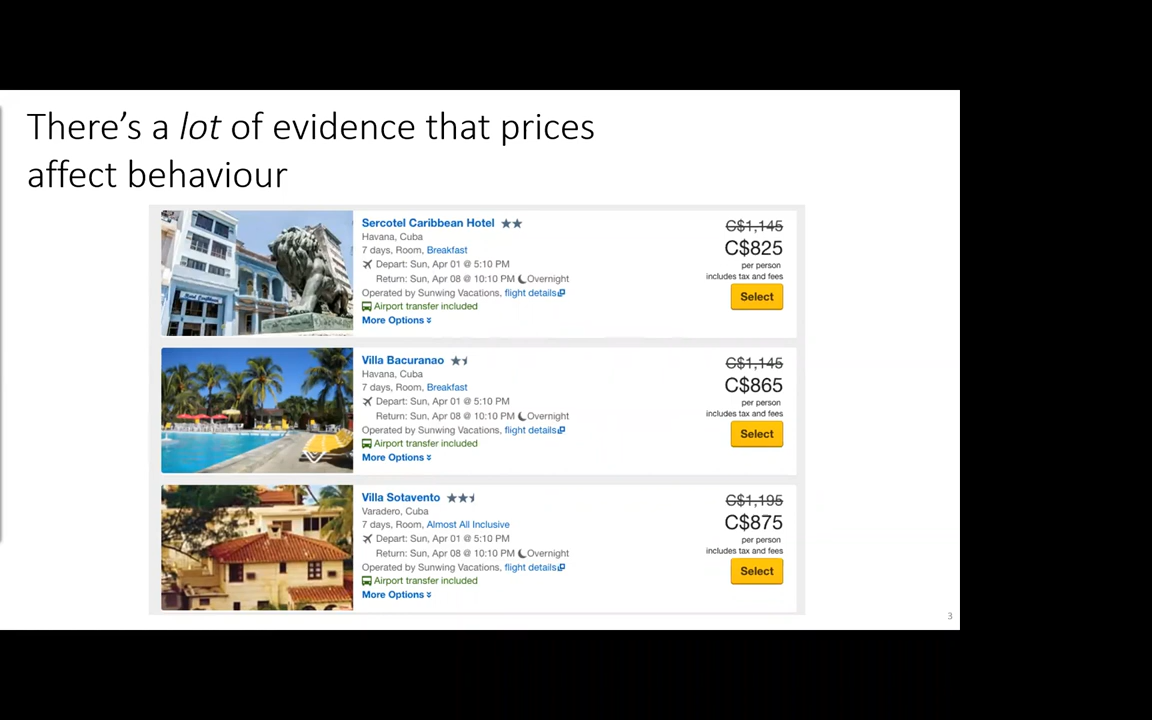 There's a lot of evidence that prices
affect behaviour
Sercotel Caribbean Hotel
Havana, Cuba
7 days, Room, Breakfast
Depart: Sun, Apr 01 @ 5:10 PM
Return: Sun, Apr 08 @ 10:10 PM Overnight
Operated by Sunwing Vacations, flight details
Airport transfer included
More Options
C$1,145
C$825
per person
includes tax and fees
Select
Villa Bacuranao
Havana, Cuba
7 days, Room, Breakfast
Depart: Sun, Apr 01 @ 5:10 PM
Return: Sun, Apr 08 @ 10:10 PM Overnight
Operated by Sunwing Vacations, flight details
Airport transfer included
More Options
C$1,145
C$865
per person
includes tax and fees
Select
Villa Sotavento
Varadero, Cuba
7 days, Room, Almost All Inclusive
Depart: Sun, Apr 01 @ 5:10 PM
Return: Sun, Apr 08 @ 10:10 PM Overnight
Operated by Sunwing Vacations, flight details
Airport transfer included
More Options
C$1,195
C$875
per person
includes tax and fees
Select
3